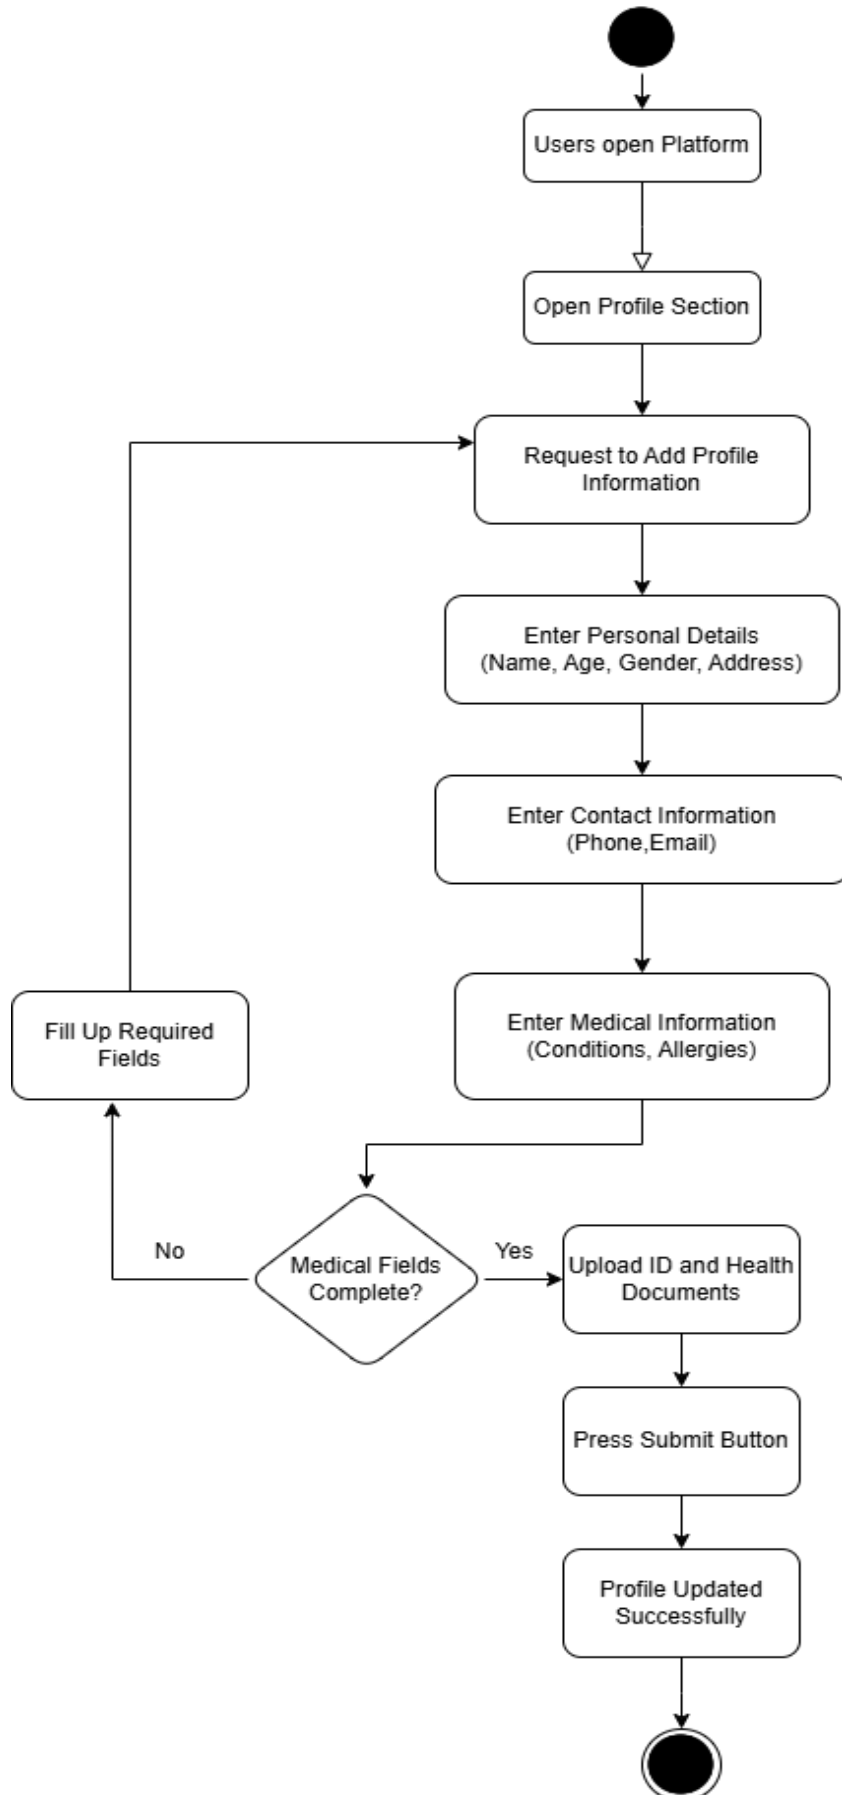 Users open Platform
Open Profile Section
Request to Add Profile
Information
Enter Personal Details
(Name, Age, Gender, Address)
Enter Contact Information
(Phone,Email)
Fill Up Required
Fields
Enter Medical Information
(Conditions, Allergies)
No
Medical Fields
Complete?
Yes
Upload ID and Health
Documents
Press Submit Button
Profile Updated
Successfully